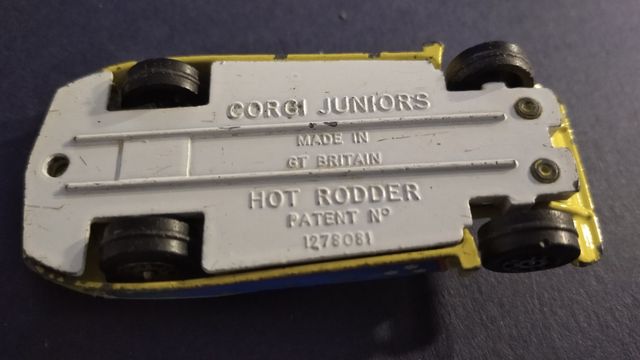 CORGI JUNIORS
MADE IN
GT BRITAIN
HOT RODDER
PATENT Nº
1278081